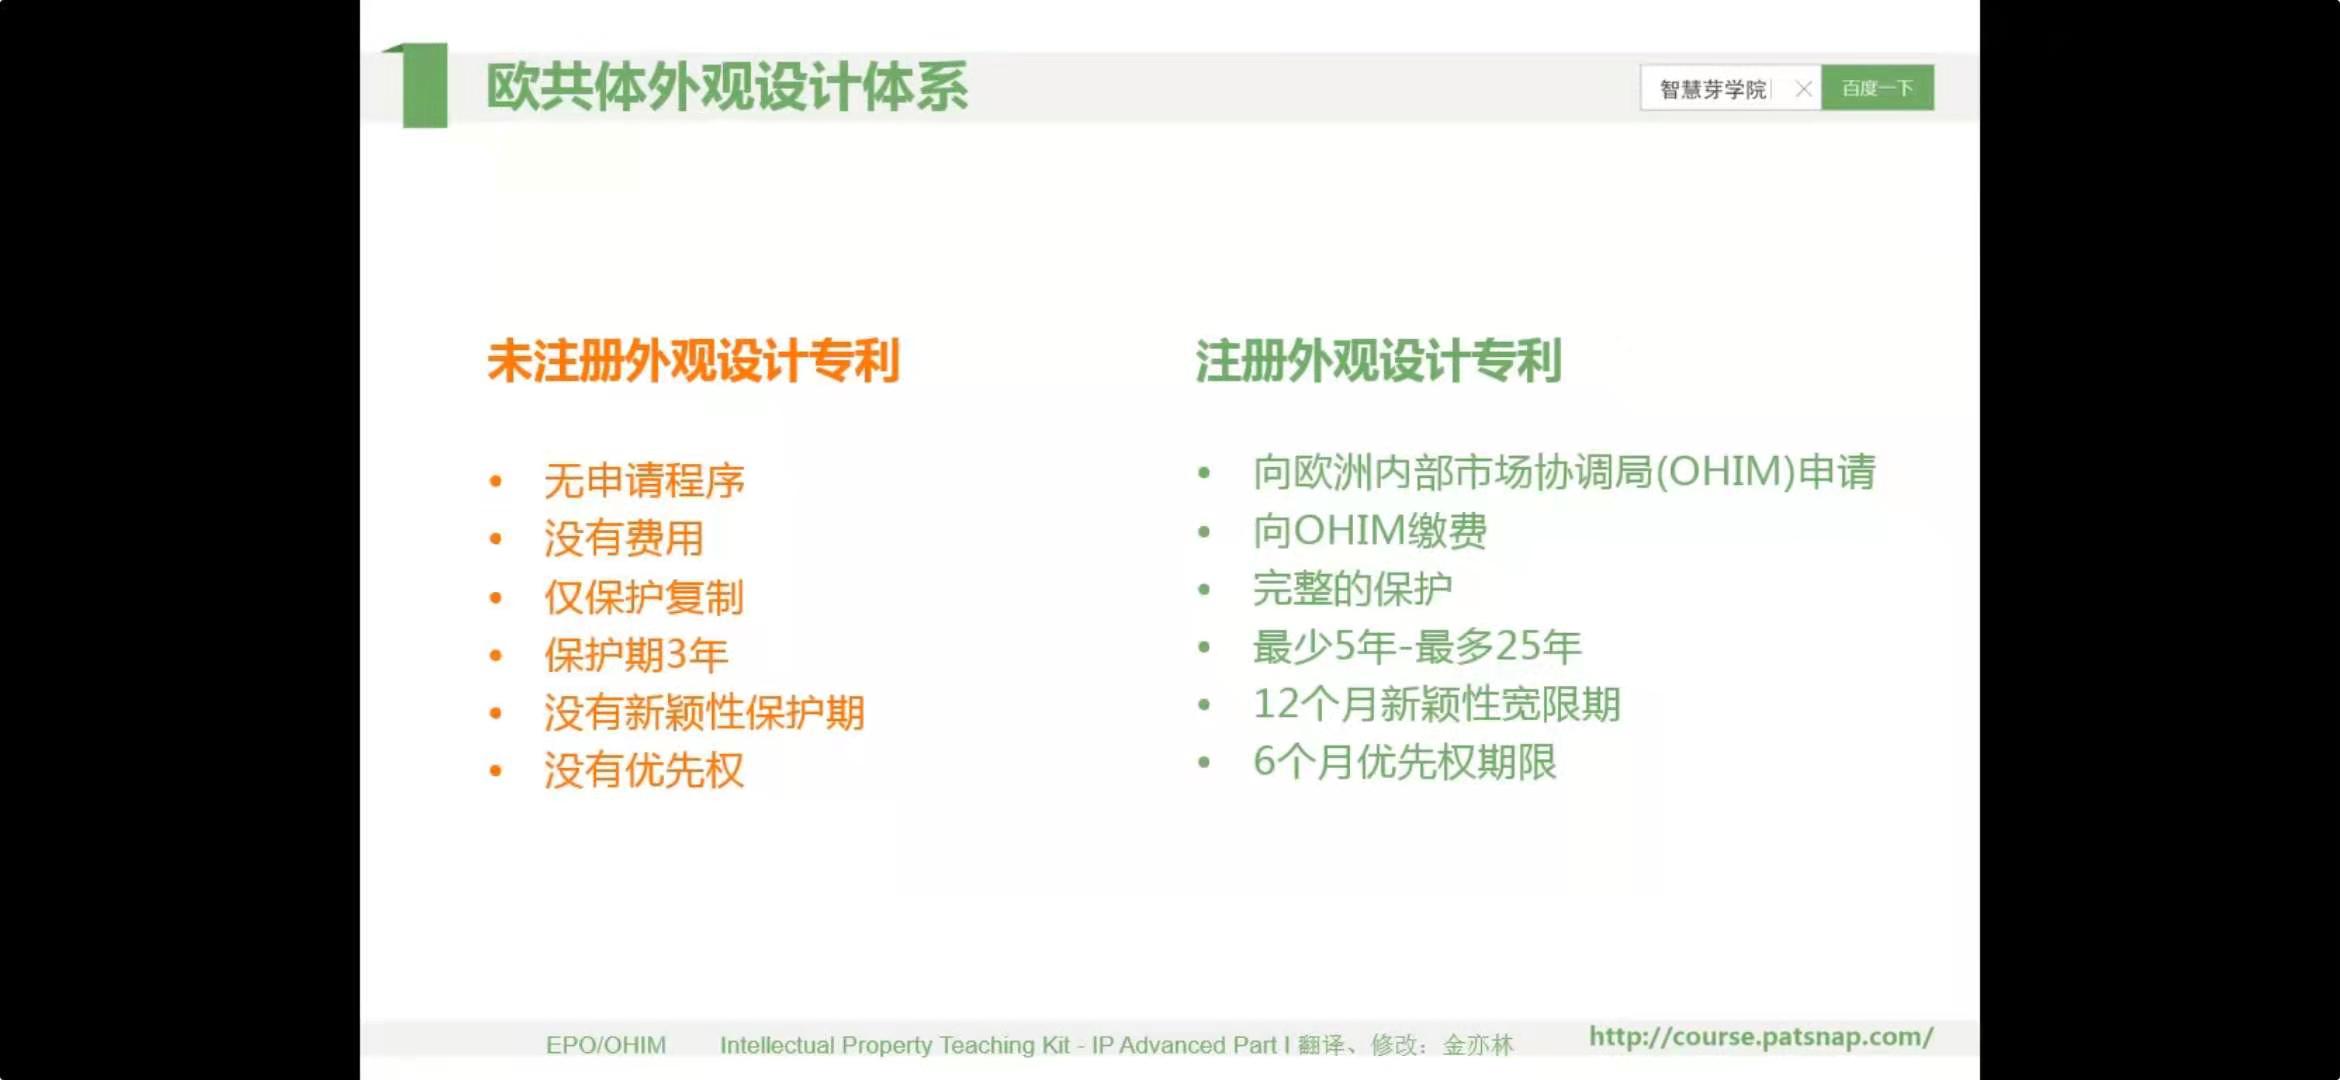 欧共体外观设计体系
智慧芽学院
百度一下
未注册外观设计专利
• 无申请程序
• 没有费用
• 仅保护复制
• 保护期3年
• 没有新颖性保护期
• 没有优先权
注册外观设计专利
• 向欧洲内部市场协调局(OHIM)申请
• 向OHIM缴费
• 完整的保护
• 最少5年-最多25年
• 12个月新颖性宽限期
• 6个月优先权期限
EPO/OHIM Intellectual Property Teaching Kit - IP Advanced Part I 翻译、修改：金亦林
http://course.patsnap.com/